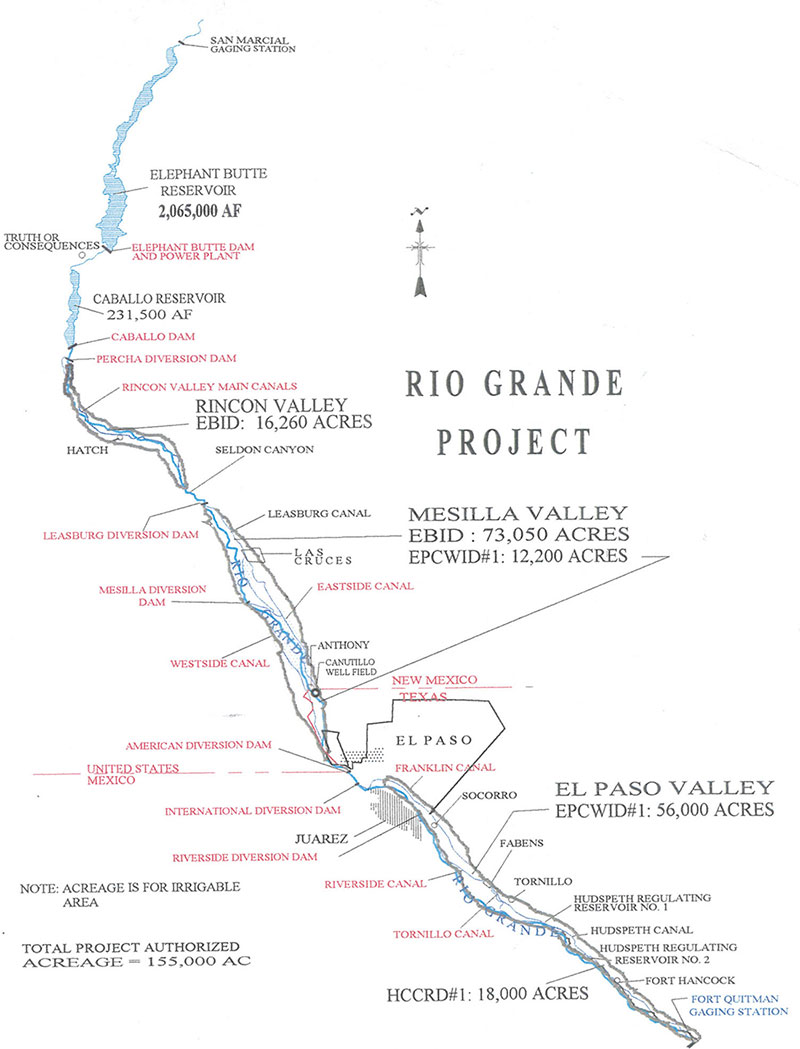 SAN MARCIAL
GAGING STATION
ELEPHANT BUTTE
RESERVOIR
2,065,000 AF
TRUTH OR
CONSEQUENCES
ELEPHANT BUTTE DAM
AND POWER PLANT
N
CABALLO RESERVOIR
231,500 AF
CABALLO DAM
PERCHA DIVERSION DAM
RIO GRANDE
PROJECT
RINCON VALLEY MAIN CANALS
RINCON VALLEY
EBID: 16,260 ACRES
HATCH
SELDON CANYON
LEASBURG CANAL
MESILLA VALLEY
EBID : 73,050 ACRES
EPCWID#1: 12,200 ACRES
LEASBURG DIVERSION DAM
LAS
CRUCES
MESILLA DIVERSION
DAM
EASTSIDE CANAL
RIO GRANDE
ANTHONY
CANUTILLO
WELL FIELD
WESTSIDE CANAL
NEW MEXICO
TEXAS
EL PASO
AMERICAN DIVERSION DAM
UNITED STATES
MEXICO
FRANKLIN CANAL
SOCORRO
EL PASO VALLEY
EPCWID#1: 56,000 ACRES
INTERNATIONAL DIVERSION DAM
JUAREZ
RIVERSIDE DIVERSION DAM
FABENS
RIVERSIDE CANAL
TORNILLO
RIO GRANDE
NOTE: ACREAGE IS FOR IRRIGABLE
AREA
HUDSPETH REGULATING
RESERVOIR NO. 1
TORNILLO CANAL
HUDSPETH CANAL
HUDSPETH REGULATING
RESERVOIR NO. 2
TOTAL PROJECT AUTHORIZED
ACREAGE = 155,000 AC
FORT HANCOCK
HCCRD#1: 18,000 ACRES
FORT QUITMAN
GAGING STATION